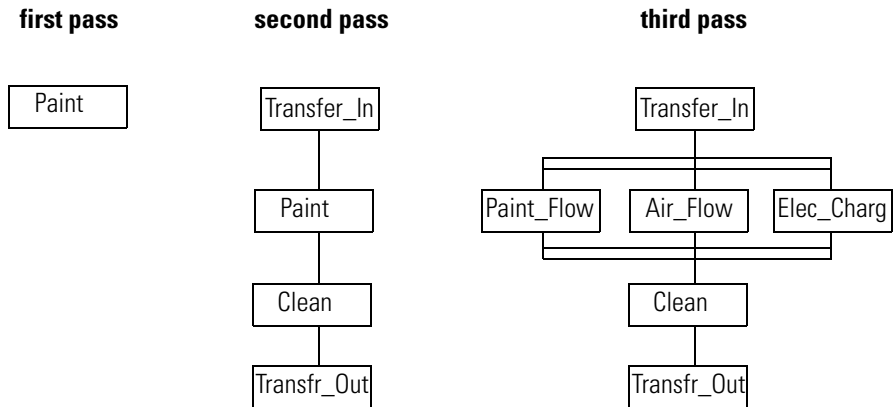 first pass second pass third pass
Paint Transfer_In Transfer_In
Paint Paint_Flow Air_Flow Elec_Charg
Clean Clean
Transfr_Out Transfr_Out